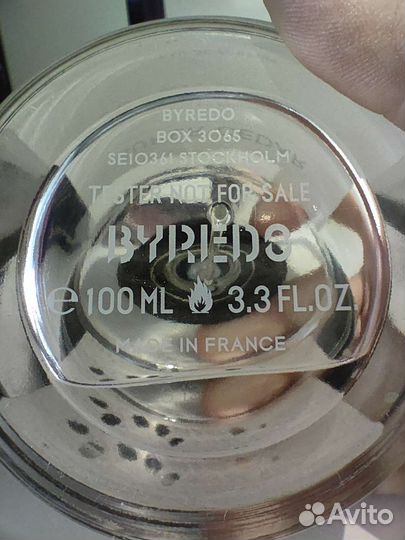 BYREDO
BOX 3065
SE10361 STOCKHOLM
TESTER NOT FOR SALE
BYREDO
e 100 ML 3.3 FL.OZ
MADE IN FRANCE
Avito